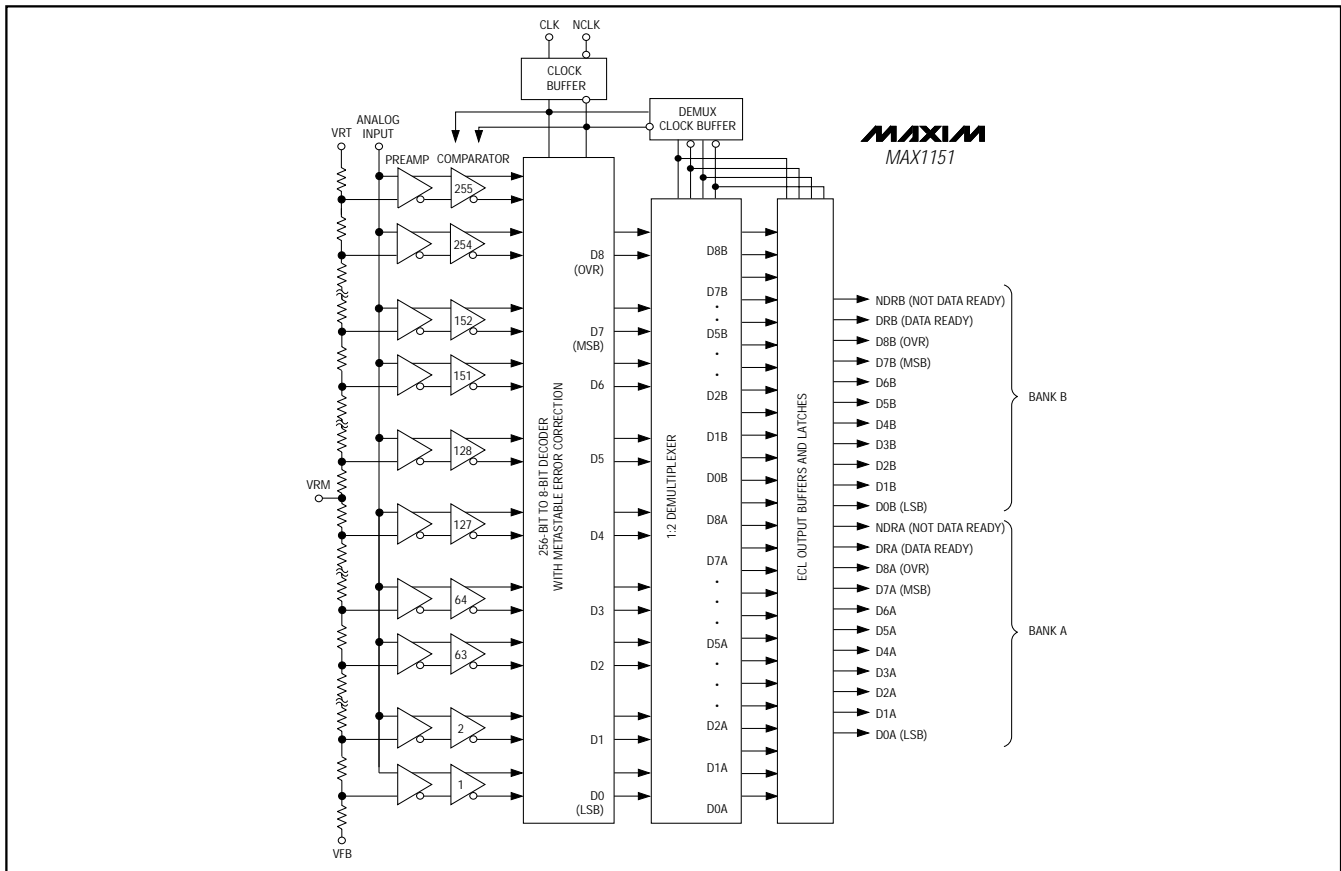 CLK NCLK
CLOCK
BUFFER
DEMUX
CLOCK BUFFER
MAXIM
MAX1151
VRT
ANALOG
INPUT
PREAMP COMPARATOR
255
254
152
151
128
VRM
127
64
63
2
1
VFB
256-BIT TO 8-BIT DECODER
WITH METASTABLE ERROR CORRECTION
D8
(OVR)
D7
(MSB)
D6
D5
D4
D3
D2
D1
D0
(LSB)
1:2 DEMULTIPLEXER
D8B
D7B
D5B
D2B
D1B
D0B
D8A
D7A
D5A
D2A
D1A
D0A
ECL OUTPUT BUFFERS AND LATCHES
NDRB (NOT DATA READY)
DRB (DATA READY)
D8B (OVR)
D7B (MSB)
D6B
D5B
D4B
D3B
D2B
D1B
D0B (LSB)
BANK B
NDRA (NOT DATA READY)
DRA (DATA READY)
D8A (OVR)
D7A (MSB)
D6A
D5A
D4A
D3A
D2A
D1A
D0A (LSB)
BANK A